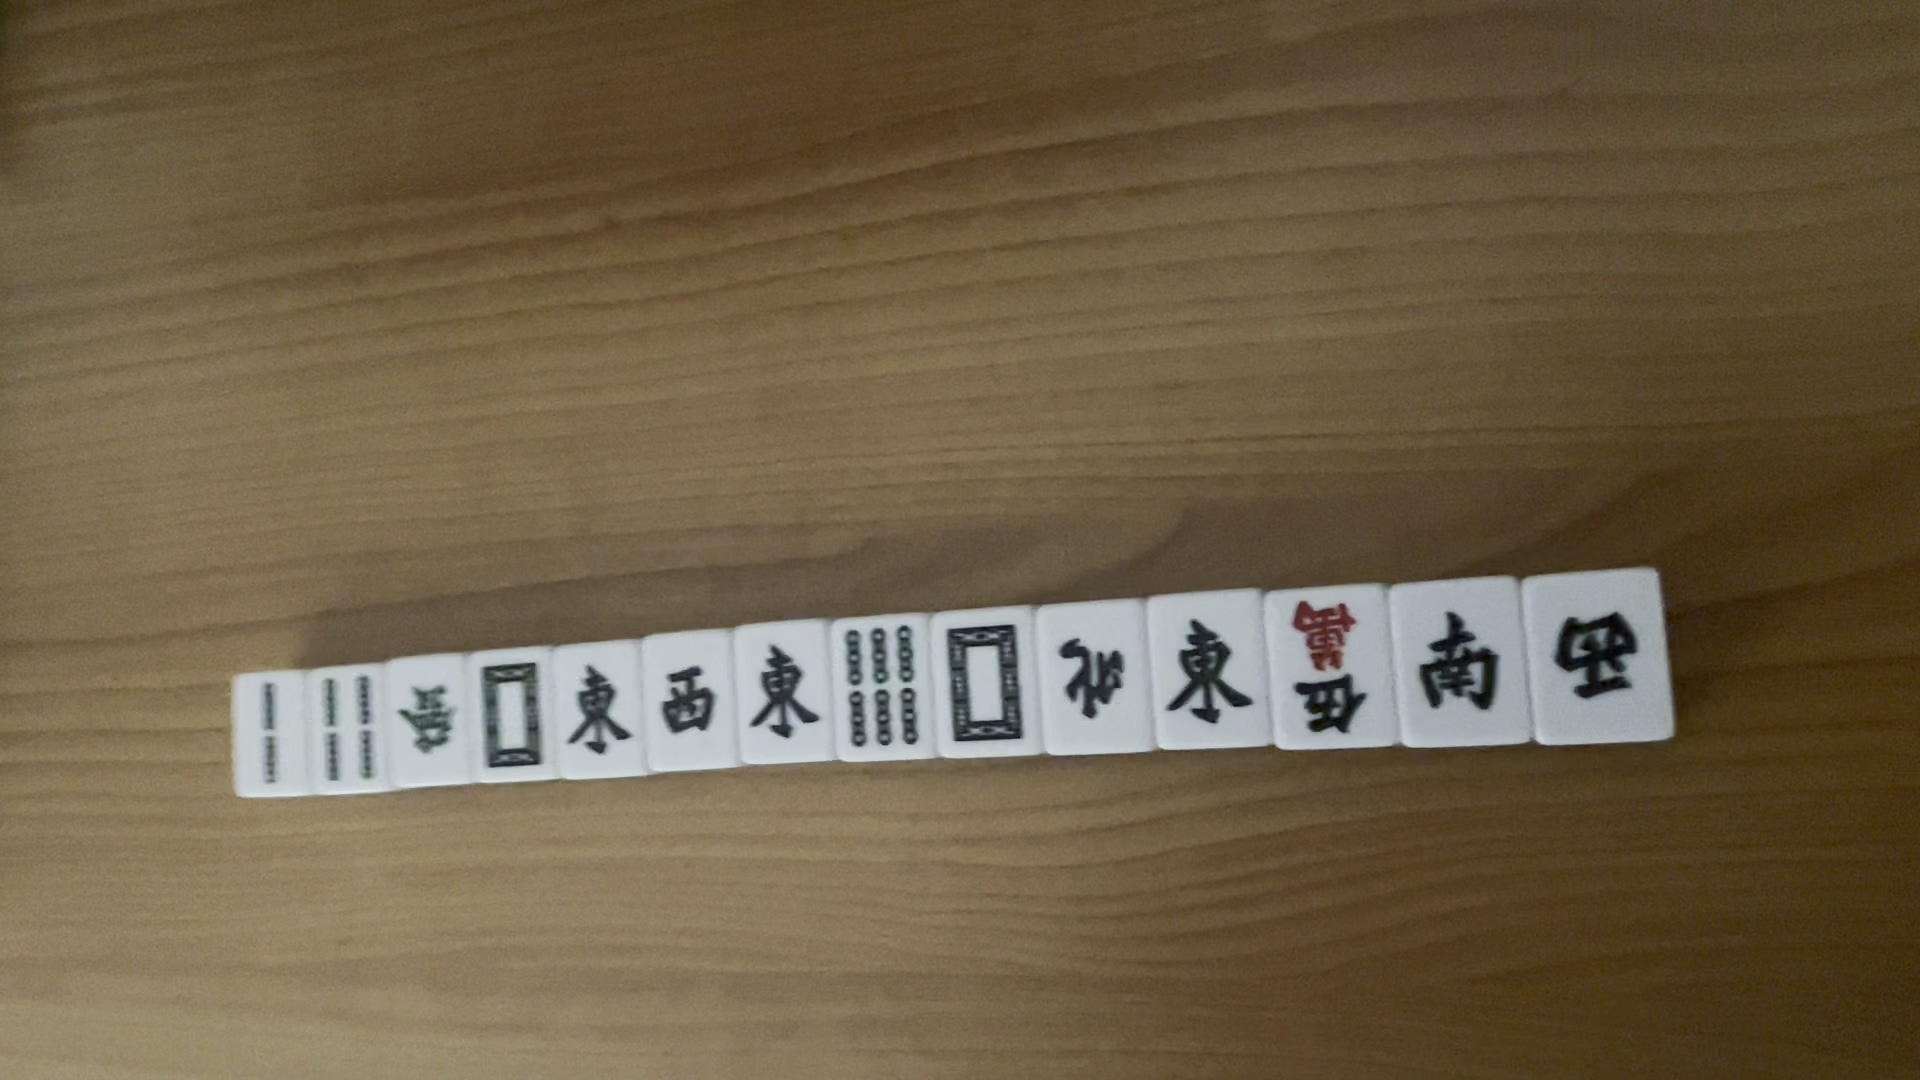 發 東 西 東 北 東 伍萬 南 西